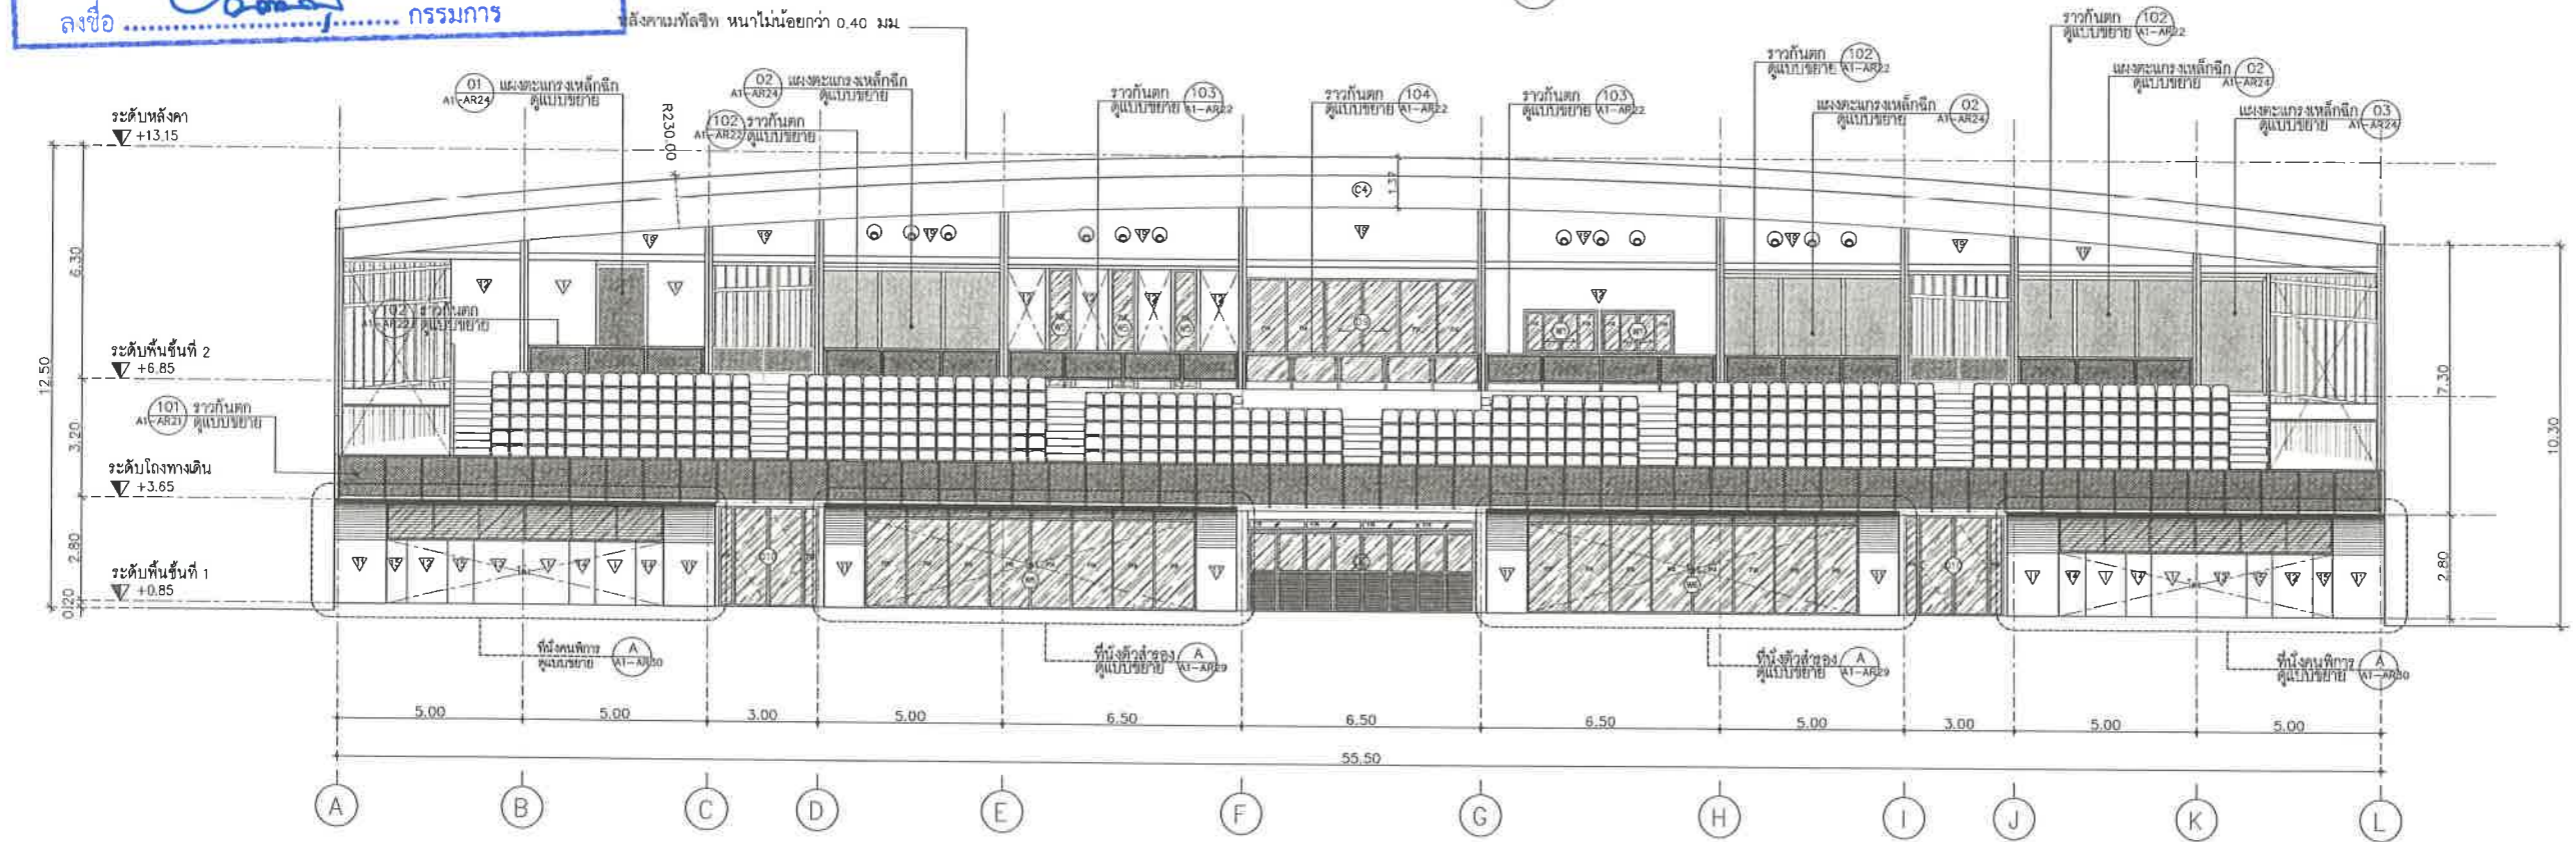 ลงชื่อ ........................................ กรรมการ
หลังคาเมทัลชีท หนาไม่น้อยกว่า 0.40 มม.
01 A1-AR24 แผงตะแกรงเหล็กฉีก
ดูแบบขยาย
02 A1-AR24 แผงตะแกรงเหล็กฉีก
ดูแบบขยาย
102 A1-AR22 ราวกันตก
ดูแบบขยาย
R230.00
ราวกันตก 103
ดูแบบขยาย A1-AR22
ราวกันตก 104
ดูแบบขยาย A1-AR22
ราวกันตก 103
ดูแบบขยาย A1-AR22
ราวกันตก 102
ดูแบบขยาย A1-AR22
ราวกันตก 102
ดูแบบขยาย A1-AR22
แผงตะแกรงเหล็กฉีก 02
ดูแบบขยาย A1-AR24
แผงตะแกรงเหล็กฉีก 02
ดูแบบขยาย A1-AR24
แผงตะแกรงเหล็กฉีก 03
ดูแบบขยาย A1-AR24
ระดับหลังคา
+13.15
C4
1.37
102 ราวกันตก
A1-AR22 ดูแบบขยาย
ระดับพื้นชั้นที่ 2
+6.85
101 ราวกันตก
A1-AR21 ดูแบบขยาย
ระดับโถงทางเดิน
+3.65
ระดับพื้นชั้นที่ 1
+0.85
12.50
6.30
3.20
2.80
0.20
7.30
2.80
10.30
ที่นั่งคนพิการ A
ดูแบบขยาย A1-AR30
ที่นั่งตัวสำรอง A
ดูแบบขยาย A1-AR29
ที่นั่งตัวสำรอง A
ดูแบบขยาย A1-AR29
ที่นั่งคนพิการ A
ดูแบบขยาย A1-AR30
5.00 5.00 3.00 5.00 6.50 6.50 6.50 5.00 3.00 5.00 5.00
55.50
A B C D E F G H I J K L